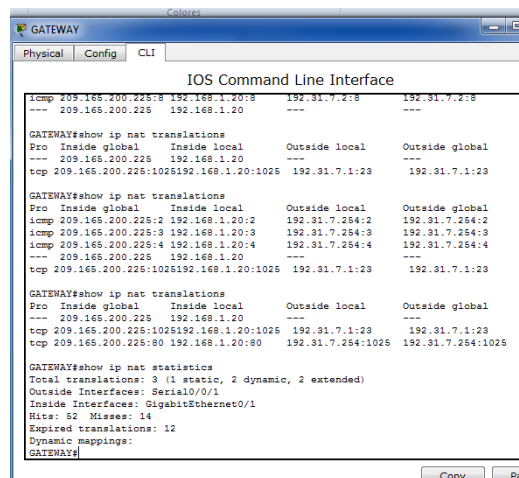 Colores
GATEWAY
Physical Config CLI
IOS Command Line Interface
icmp 209.165.200.225:8 192.168.1.20:8 192.31.7.2:8 192.31.7.2:8
--- 209.165.200.225 192.168.1.20 --- ---
GATEWAY#show ip nat translations
Pro Inside global Inside local Outside local Outside global
--- 209.165.200.225 192.168.1.20 --- ---
tcp 209.165.200.225:1025192.168.1.20:1025 192.31.7.1:23 192.31.7.1:23
GATEWAY#show ip nat translations
Pro Inside global Inside local Outside local Outside global
icmp 209.165.200.225:2 192.168.1.20:2 192.31.7.254:2 192.31.7.254:2
icmp 209.165.200.225:3 192.168.1.20:3 192.31.7.254:3 192.31.7.254:3
icmp 209.165.200.225:4 192.168.1.20:4 192.31.7.254:4 192.31.7.254:4
--- 209.165.200.225 192.168.1.20 --- ---
tcp 209.165.200.225:1025192.168.1.20:1025 192.31.7.1:23 192.31.7.1:23
GATEWAY#show ip nat translations
Pro Inside global Inside local Outside local Outside global
--- 209.165.200.225 192.168.1.20 --- ---
tcp 209.165.200.225:1025192.168.1.20:1025 192.31.7.1:23 192.31.7.1:23
tcp 209.165.200.225:80 192.168.1.20:80 192.31.7.254:1025 192.31.7.254:1025
GATEWAY#show ip nat statistics
Total translations: 3 (1 static, 2 dynamic, 2 extended)
Outside Interfaces: Serial0/0/1
Inside Interfaces: GigabitEthernet0/1
Hits: 52 Misses: 14
Expired translations: 12
Dynamic mappings:
GATEWAY#
Copy Pa